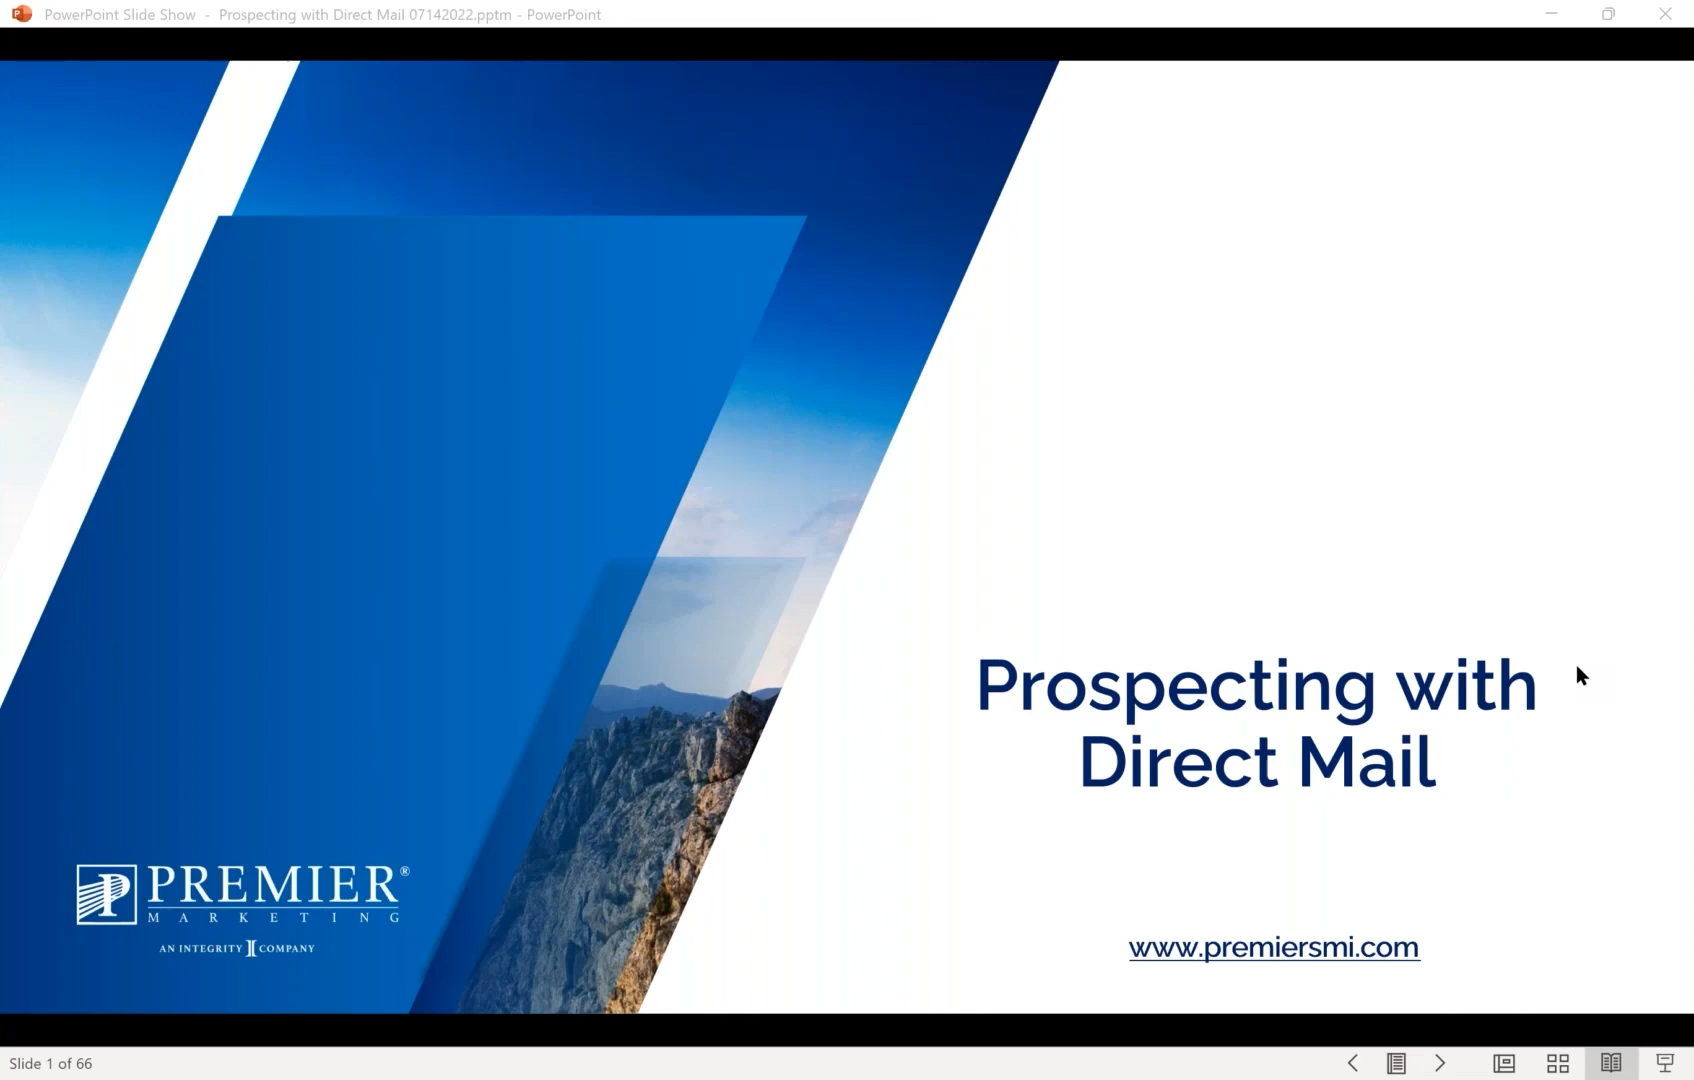 PowerPoint Slide Show - Prospecting with Direct Mail 07142022.pptm - PowerPoint
Prospecting with
Direct Mail
PREMIER®
MARKETING
AN INTEGRITY COMPANY
www.premiersmi.com
Slide 1 of 66